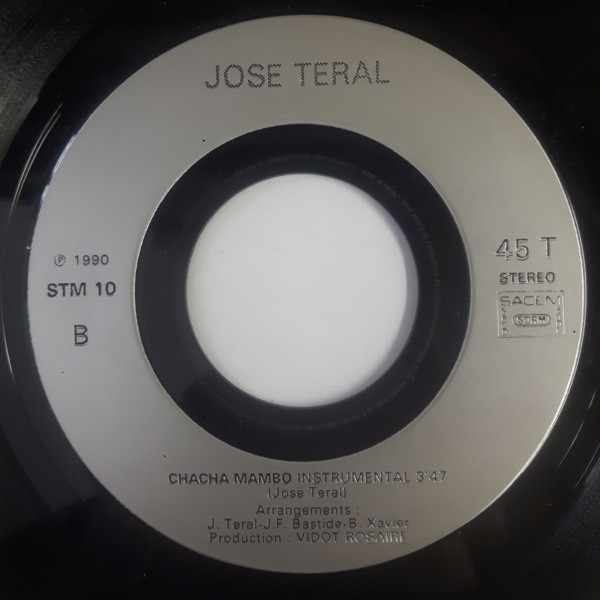 JOSE TERAL
℗ 1990
STM 10
B
45 T
STEREO
SACEM
SDRM
CHACHA MAMBO INSTRUMENTAL 3'47
(José Teral)
Arrangements :
J. Teral-J.F. Bastide-B. Xavier
Production : VIDOT ROSAIRE